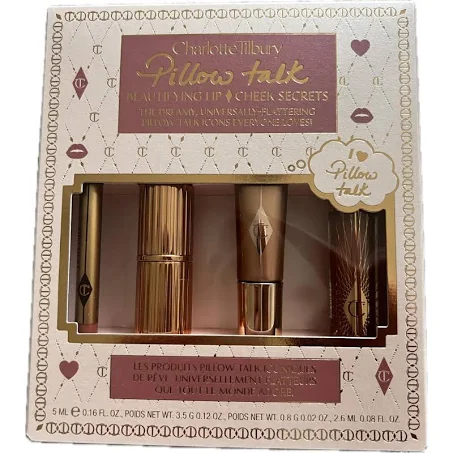 Charlotte Tilbury
Pillow talk
BEAUTIFYING LIP ♦ CHEEK SECRETS
THE DREAMY, UNIVERSALLY-FLATTERING
PILLOW TALK ICONS EVERYONE LOVES!
I ♥
Pillow
talk
LES PRODUITS PILLOW TALK ICONIQUES
DE RÊVE, UNIVERSELLEMENT FLATTEURS
QUE TOUT LE MONDE ADORE!
5 ML ℮ 0.16 FL. OZ., POIDS NET WT. 3.5 G 0.12 OZ., POIDS NET WT. 0.8 G 0.02 OZ., 2.6 ML 0.08 FL. OZ.